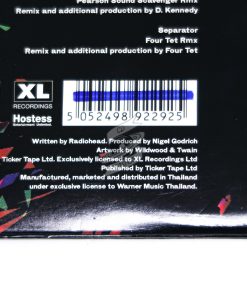 Pearson Sound Scavenger Rmx
Remix and additional production by D. Kennedy
Separator
Four Tet Rmx
Remix and additional production by Four Tet
XL
RECORDINGS
Hostess
Entertainment Unlimited
5 052498 922925
Written by Radiohead. Produced by Nigel Godrich
Artwork by Wildwood & Twain
Ticker Tape Ltd. Exclusively licensed to XL Recordings Ltd
Published by Ticker Tape Ltd
Manufactured, marketed and distributed in Thailand
under exclusive license to Warner Music Thailand.